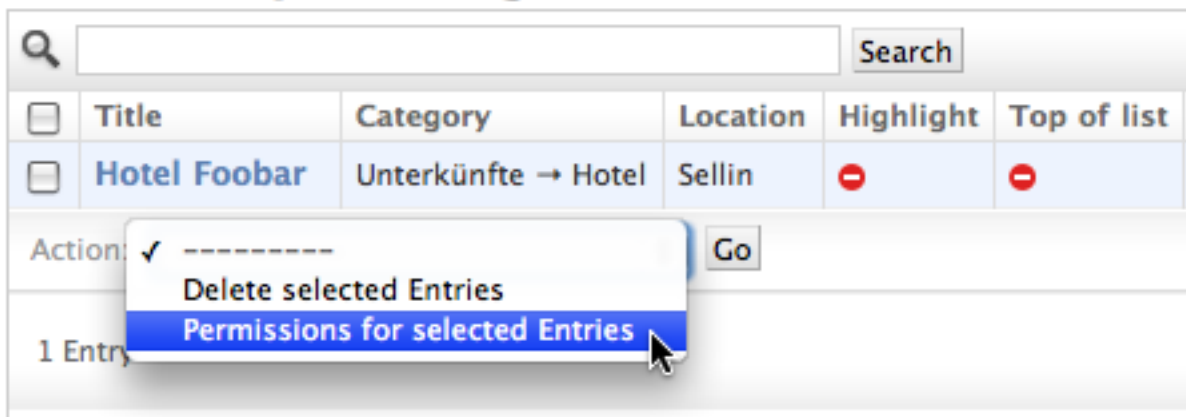 Search
Title Category Location Highlight Top of list
Hotel Foobar Unterkünfte → Hotel Sellin
Action: ✓ --------- Go
Delete selected Entries
Permissions for selected Entries
1 Entry